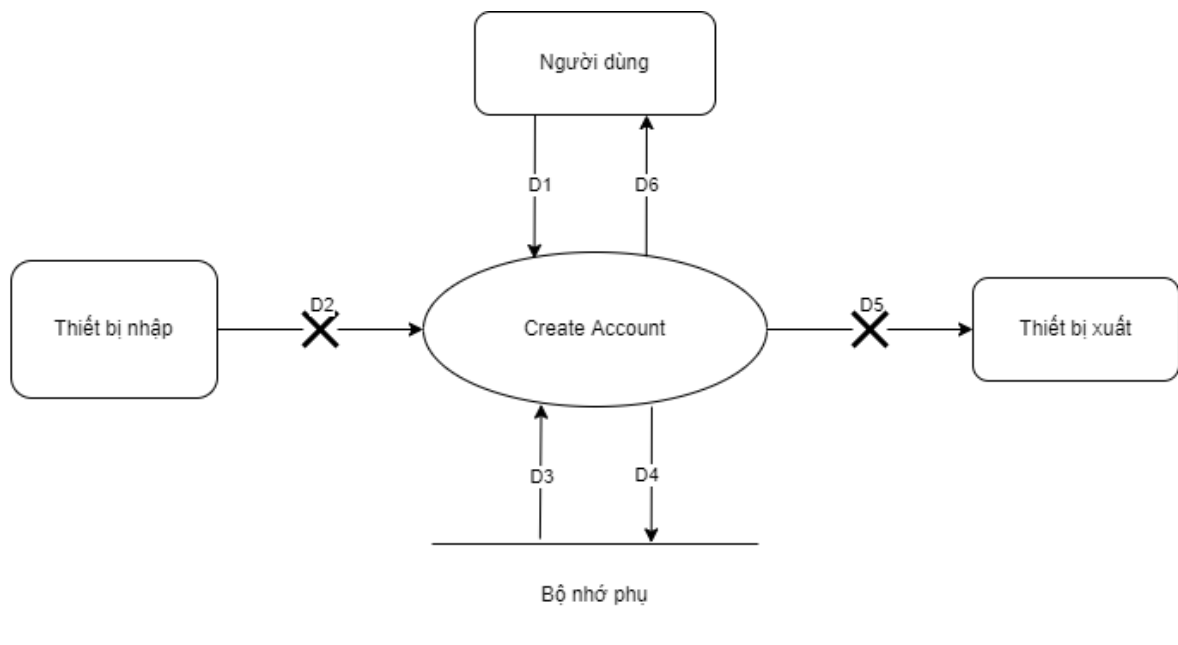 Người dùng
D1
D6
Thiết bị nhập
D2
Create Account
D5
Thiết bị xuất
D3
D4
Bộ nhớ phụ